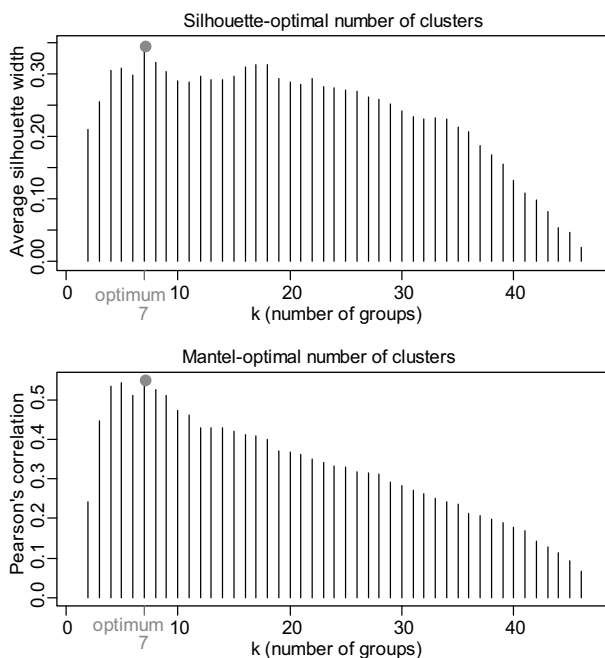 Silhouette-optimal number of clusters
Average silhouette width
0.30
0.20
0.10
0.00
0 10 20 30 40
optimum
7
k (number of groups)
Mantel-optimal number of clusters
Pearson's correlation
0.5
0.4
0.3
0.2
0.1
0.0
0 10 20 30 40
optimum
7
k (number of groups)